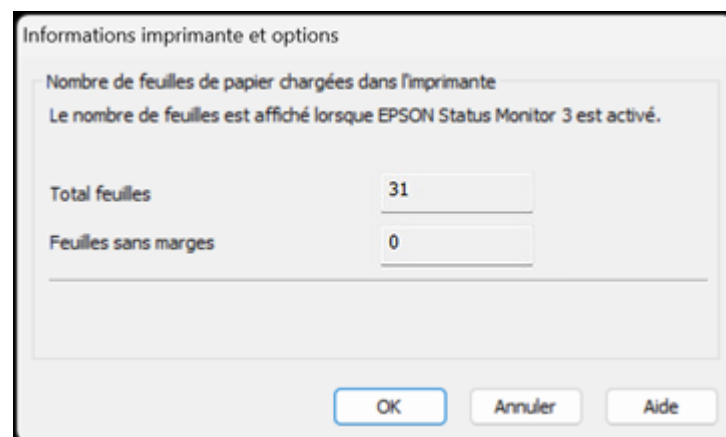 Informations imprimante et options
Nombre de feuilles de papier chargées dans l'imprimante
Le nombre de feuilles est affiché lorsque EPSON Status Monitor 3 est activé.
Total feuilles 31
Feuilles sans marges 0
OK Annuler Aide